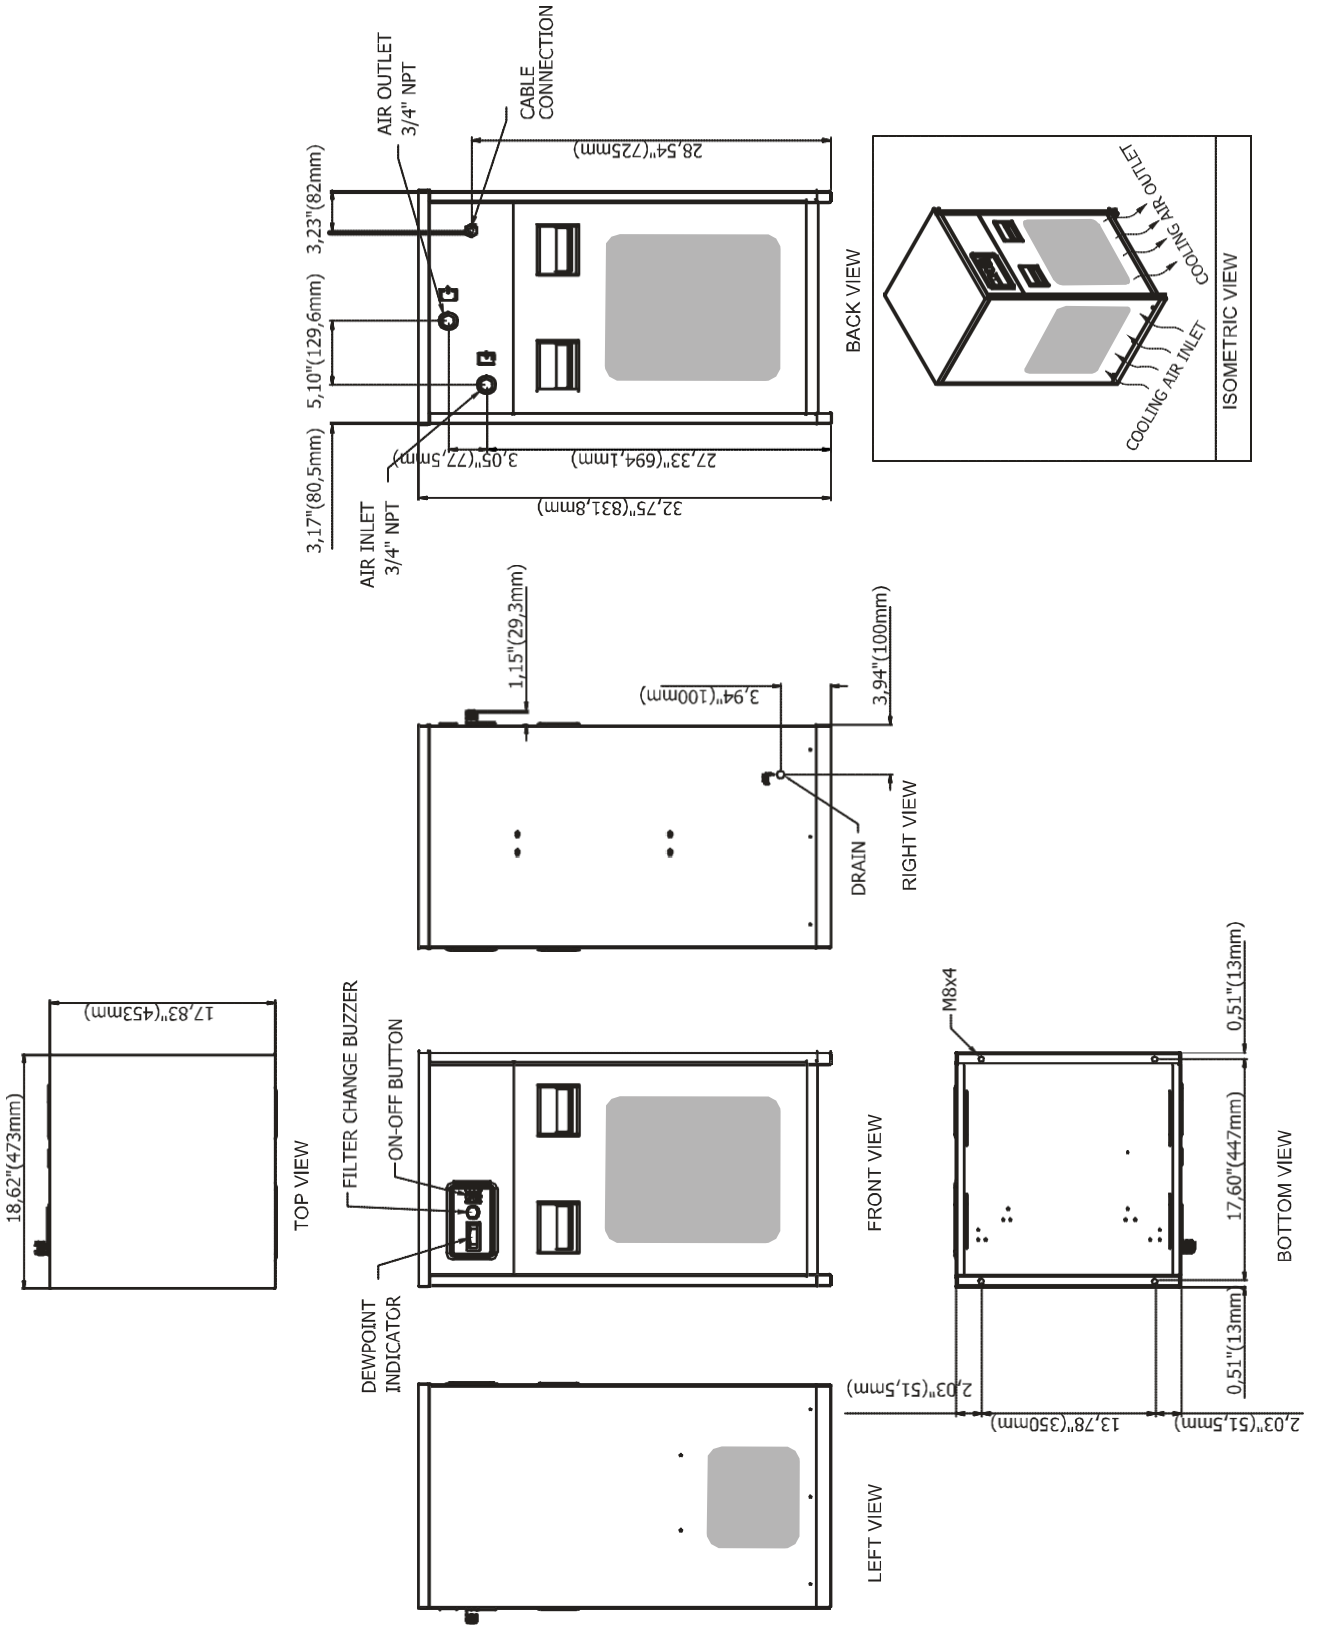 18,62"(473mm)
17,83"(453mm)
TOP VIEW
DEWPOINT
INDICATOR
FILTER CHANGE BUZZER
ON-OFF BUTTON
LEFT VIEW
FRONT VIEW
1,15"(29,3mm)
3,94"(100mm)
3,94"(100mm)
DRAIN
RIGHT VIEW
3,17"(80,5mm)
5,10"(129,6mm)
3,23"(82mm)
AIR INLET
3/4" NPT
AIR OUTLET
3/4" NPT
CABLE
CONNECTION
3,05"(77,5mm)
27,33"(694,1mm)
32,75"(831,8mm)
28,54"(725mm)
BACK VIEW
M8x4
2,03"(51,5mm)
13,78"(350mm)
2,03"(51,5mm)
0,51"(13mm)
17,60"(447mm)
0,51"(13mm)
BOTTOM VIEW
COOLING AIR INLET
COOLING AIR OUTLET
ISOMETRIC VIEW